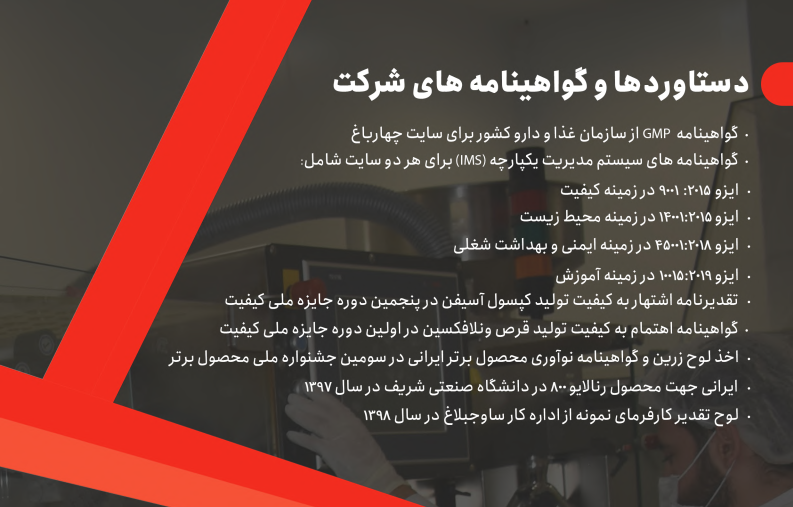 دستاوردها و گواهینامه های شرکت
· گواهینامه GMP از سازمان غذا و دارو کشور برای سایت چهارباغ
· گواهینامه های سیستم مدیریت یکپارچه (IMS) برای هر دو سایت شامل:
· ایزو ۲۰۱۵: ۹۰۰۱ در زمینه کیفیت
· ایزو ۱۴۰۰۱:۲۰۱۵ در زمینه محیط زیست
· ایزو ۴۵۰۰۱:۲۰۱۸ در زمینه ایمنی و بهداشت شغلی
· ایزو ۱۰۰۱۵:۲۰۱۹ در زمینه آموزش
· تقدیرنامه اشتهار به کیفیت تولید کپسول آسیفن در پنجمین دوره جایزه ملی کیفیت
· گواهینامه اهتمام به کیفیت تولید قرص ونلافکسین در اولین دوره جایزه ملی کیفیت
· اخذ لوح زرین و گواهینامه نوآوری محصول برتر ایرانی در سومین جشنواره ملی محصول برتر
· ایرانی جهت محصول رنالایو ۸۰۰ در دانشگاه صنعتی شریف در سال ۱۳۹۷
· لوح تقدیر کارفرمای نمونه از اداره کار ساوجبلاغ در سال ۱۳۹۸